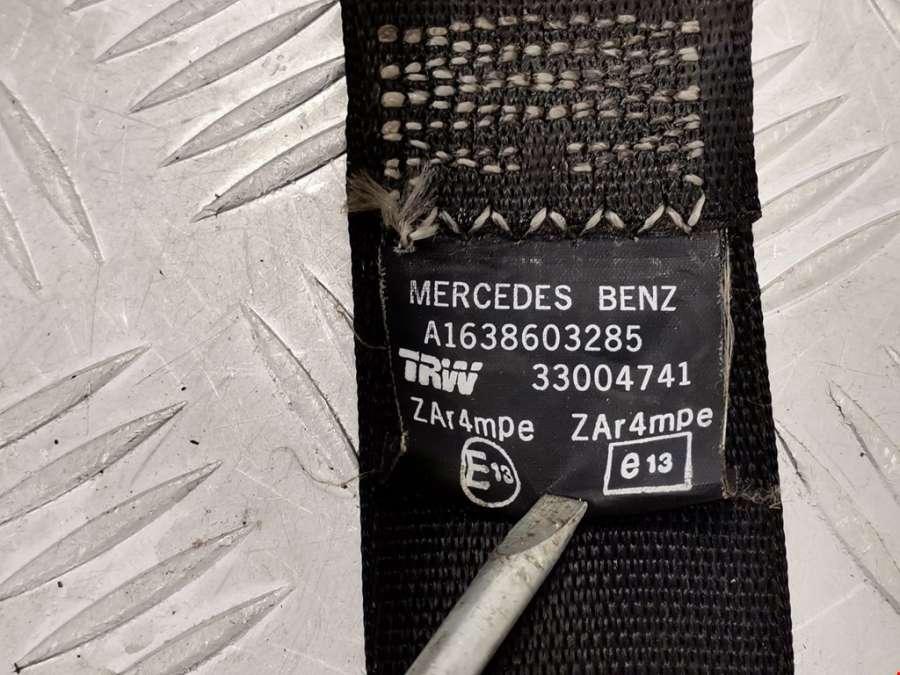 MERCEDES BENZ
A1638603285
TRW 33004741
ZAr4mpe ZAr4mpe
E13 e13